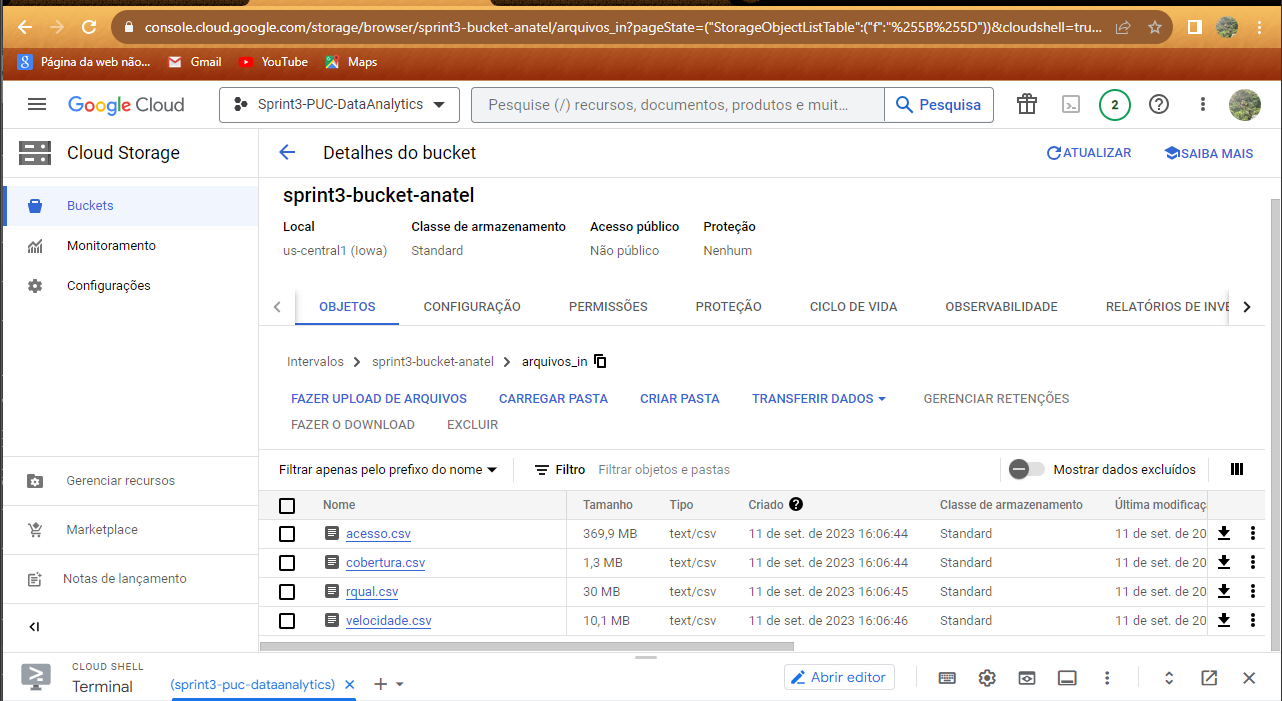 console.cloud.google.com/storage/browser/sprint3-bucket-anatel/arquivos_in?pageState=("StorageObjectListTable":("f":"%255B%255D"))&cloudshell=tru...
Página da web não... Gmail YouTube Maps
Google Cloud Sprint3-PUC-DataAnalytics Pesquise (/) recursos, documentos, produtos e muit... Pesquisa 2
Cloud Storage
Buckets
Monitoramento
Configurações
Gerenciar recursos
Marketplace
Notas de lançamento
Detalhes do bucket ATUALIZAR SAIBA MAIS
sprint3-bucket-anatel
Local Classe de armazenamento Acesso público Proteção
us-central1 (Iowa) Standard Não público Nenhum
OBJETOS CONFIGURAÇÃO PERMISSÕES PROTEÇÃO CICLO DE VIDA OBSERVABILIDADE RELATÓRIOS DE INVE
Intervalos > sprint3-bucket-anatel > arquivos_in
FAZER UPLOAD DE ARQUIVOS CARREGAR PASTA CRIAR PASTA TRANSFERIR DADOS GERENCIAR RETENÇÕES
FAZER O DOWNLOAD EXCLUIR
Filtrar apenas pelo prefixo do nome Filtro Filtrar objetos e pastas Mostrar dados excluídos
Nome Tamanho Tipo Criado Classe de armazenamento Última modificaç
acesso.csv 369,9 MB text/csv 11 de set. de 2023 16:06:44 Standard 11 de set. de 20
cobertura.csv 1,3 MB text/csv 11 de set. de 2023 16:06:44 Standard 11 de set. de 20
rqual.csv 30 MB text/csv 11 de set. de 2023 16:06:45 Standard 11 de set. de 20
velocidade.csv 10,1 MB text/csv 11 de set. de 2023 16:06:46 Standard 11 de set. de 20
CLOUD SHELL
Terminal (sprint3-puc-dataanalytics) Abrir editor